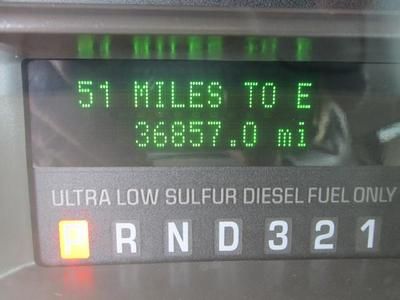 51 MILES TO E
36857.0 mi
ULTRA LOW SULFUR DIESEL FUEL ONLY
P R N D 3 2 1